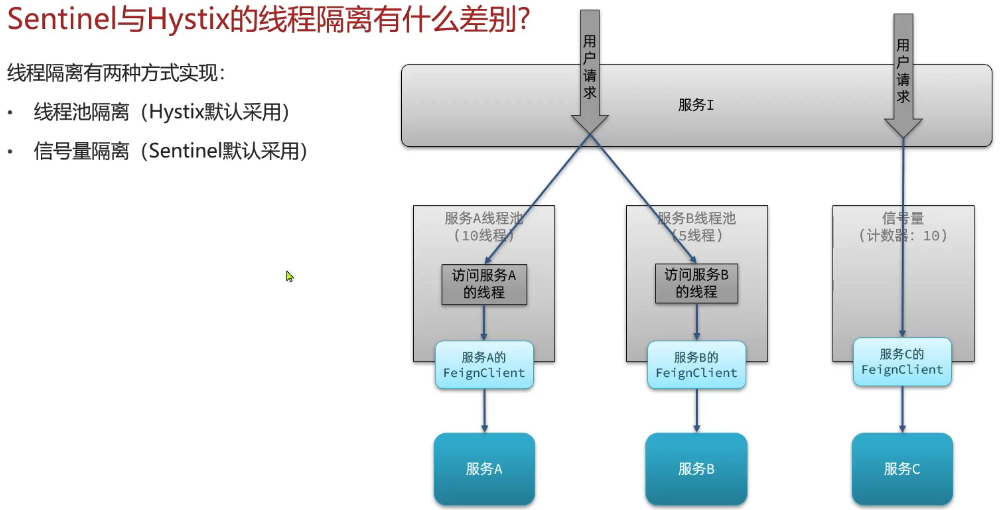 Sentinel与Hystix的线程隔离有什么差别?
线程隔离有两种方式实现：
• 线程池隔离（Hystix默认采用）
• 信号量隔离（Sentinel默认采用）
用户请求
用户请求
服务I
服务A线程池
(10线程)
服务B线程池
(5线程)
信号量
(计数器: 10)
访问服务A
的线程
访问服务B
的线程
服务A的
FeignClient
服务B的
FeignClient
服务C的
FeignClient
服务A
服务B
服务C